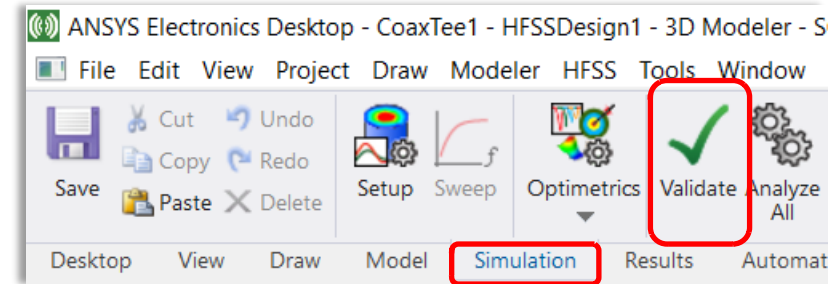 ANSYS Electronics Desktop - CoaxTee1 - HFSSDesign1 - 3D Modeler -
File Edit View Project Draw Modeler HFSS Tools Window
Save
Cut
Copy
Paste
Undo
Redo
Delete
Setup
Sweep
f
Optimetrics
Validate
Analyze
All
Desktop View Draw Model Simulation Results